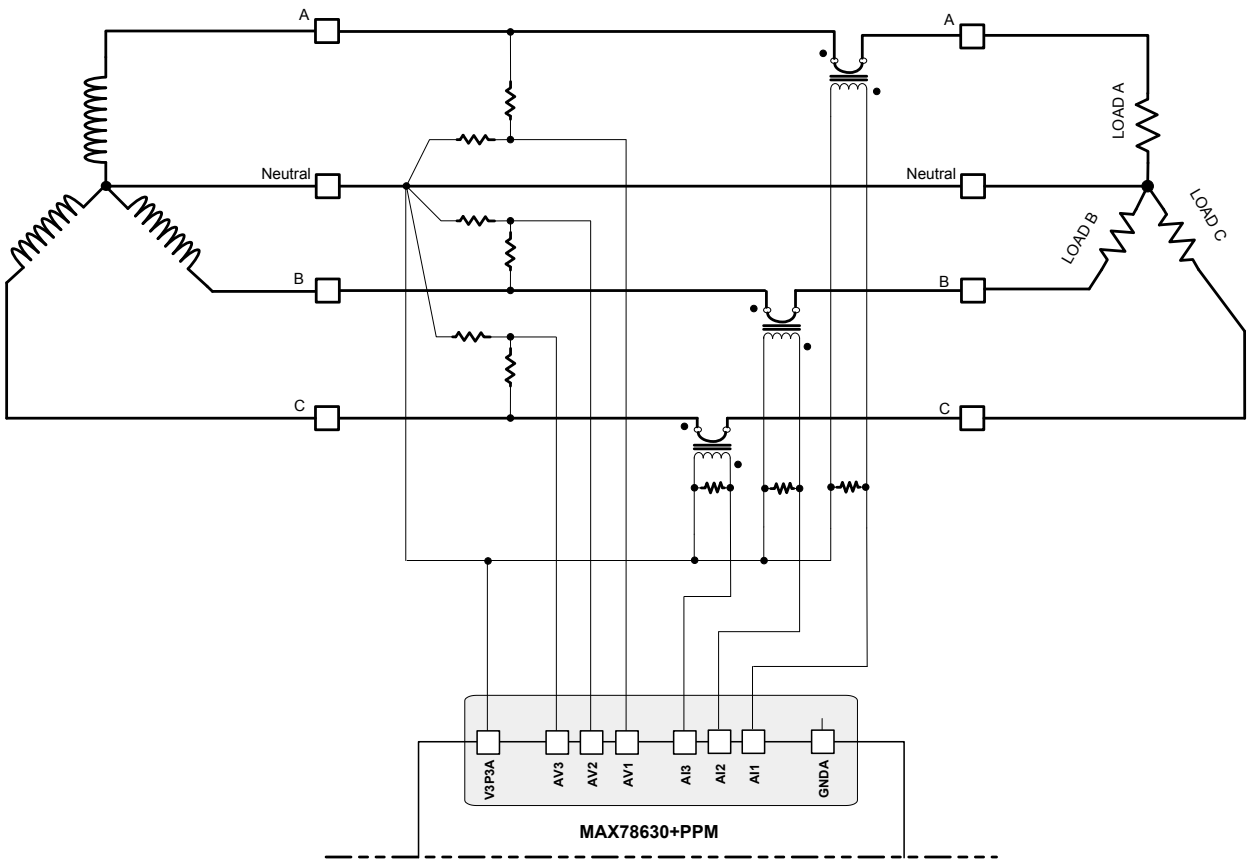 A
A
LOAD A
Neutral
Neutral
LOAD B
LOAD C
B
B
C
C
V3P3A
AV3
AV2
AV1
AI3
AI2
AI1
GNDA
MAX78630+PPM